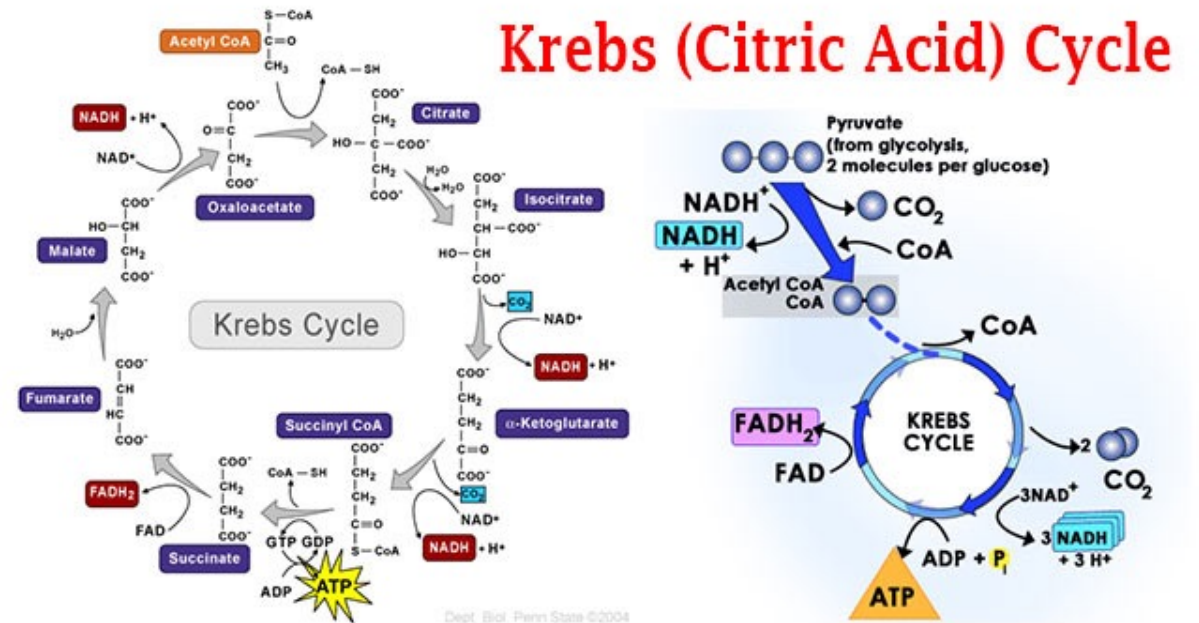 Krebs (Citric Acid) Cycle
S — CoA
Acetyl CoA
C=O
CH₃
CoA — SH
NADH + H⁺
NAD⁺
COO⁻
O=C
CH₂
COO⁻
Oxaloacetate
COO⁻
CH₂
HO — C — COO⁻
CH₂
COO⁻
Citrate
H₂O
H₂O
COO⁻
CH₂
CH — COO⁻
HO — CH
COO⁻
Isocitrate
CO₂
NAD⁺
NADH + H⁺
COO⁻
CH₂
CH₂
C=O
COO⁻
α-Ketoglutarate
CO₂
NAD⁺
NADH + H⁺
Succinyl CoA
COO⁻
CH₂
CH₂
C=O
S — CoA
CoA — SH
GTP GDP
ADP
ATP
COO⁻
CH₂
CH₂
COO⁻
Succinate
FADH₂
FAD
Fumarate
COO⁻
CH
HC
COO⁻
H₂O
Malate
COO⁻
HO — CH
CH₂
COO⁻
Krebs Cycle
Dept. Biol. Penn State ©2004
Pyruvate
(from glycolysis,
2 molecules per glucose)
NADH⁺
NADH
+ H⁺
CO₂
CoA
Acetyl CoA
CoA
CoA
KREBS
CYCLE
FADH₂
FAD
2
CO₂
3NAD⁺
3 NADH
+ 3 H+
ADP + Pᵢ
ATP